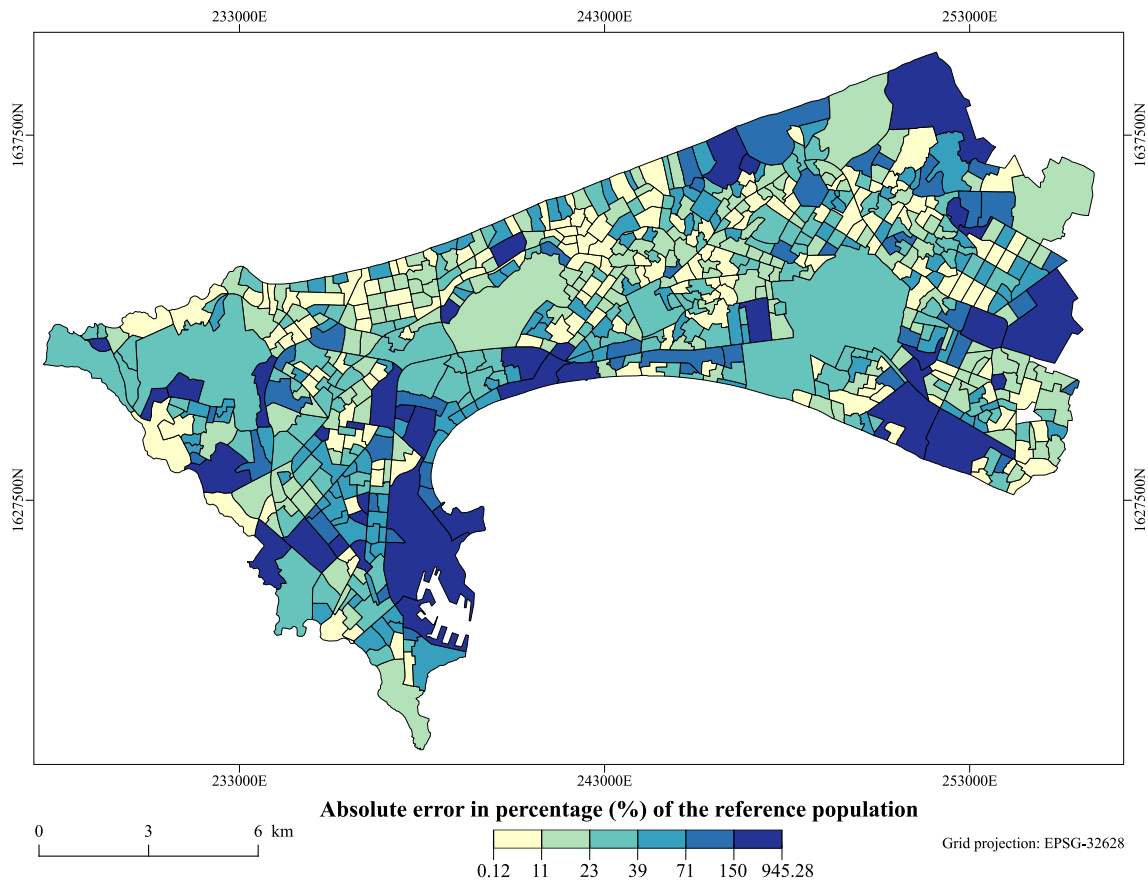 233000E 243000E 253000E
1637500N 1637500N
1627500N 1627500N
233000E 243000E 253000E
Absolute error in percentage (%) of the reference population
0 3 6 km
0.12 11 23 39 71 150 945.28
Grid projection: EPSG-32628